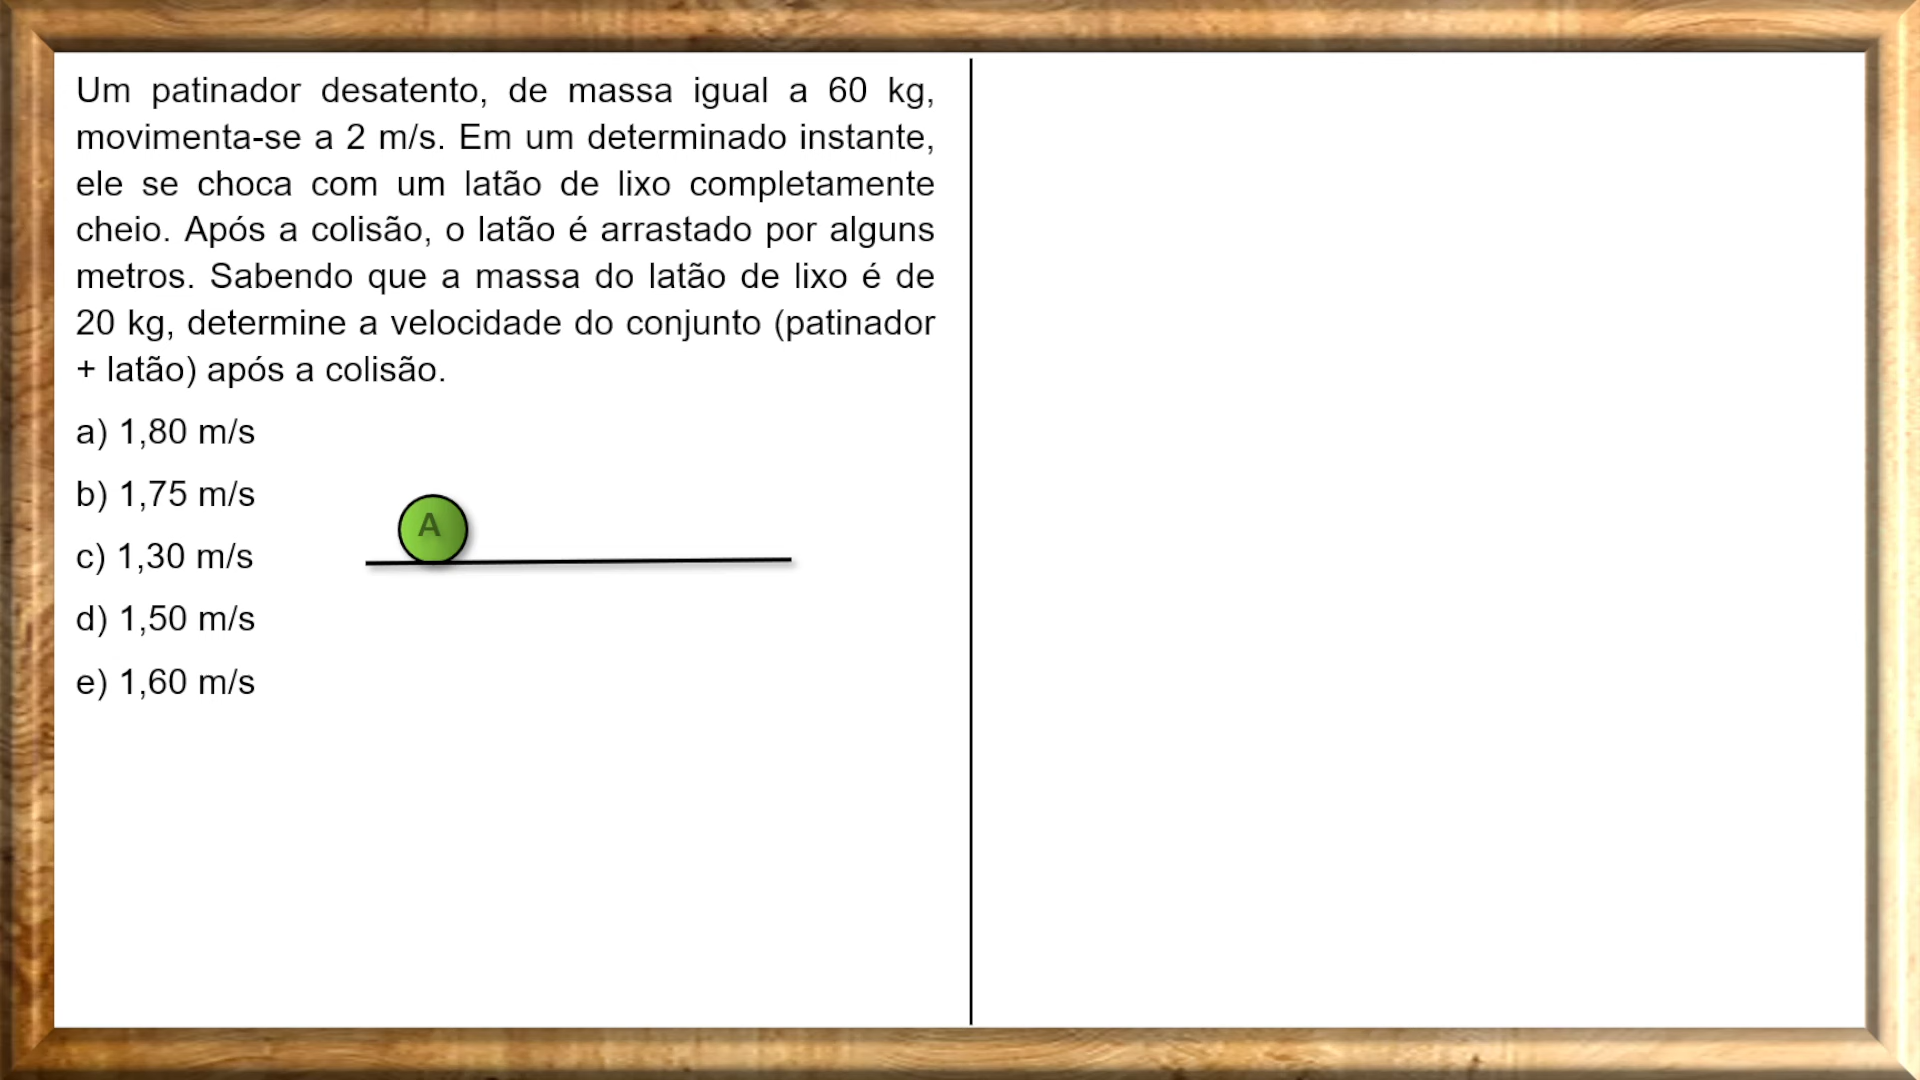 Um patinador desatento, de massa igual a 60 kg,
movimenta-se a 2 m/s. Em um determinado instante,
ele se choca com um latão de lixo completamente
cheio. Após a colisão, o latão é arrastado por alguns
metros. Sabendo que a massa do latão de lixo é de
20 kg, determine a velocidade do conjunto (patinador
+ latão) após a colisão.
a) 1,80 m/s
b) 1,75 m/s
A
c) 1,30 m/s
d) 1,50 m/s
e) 1,60 m/s